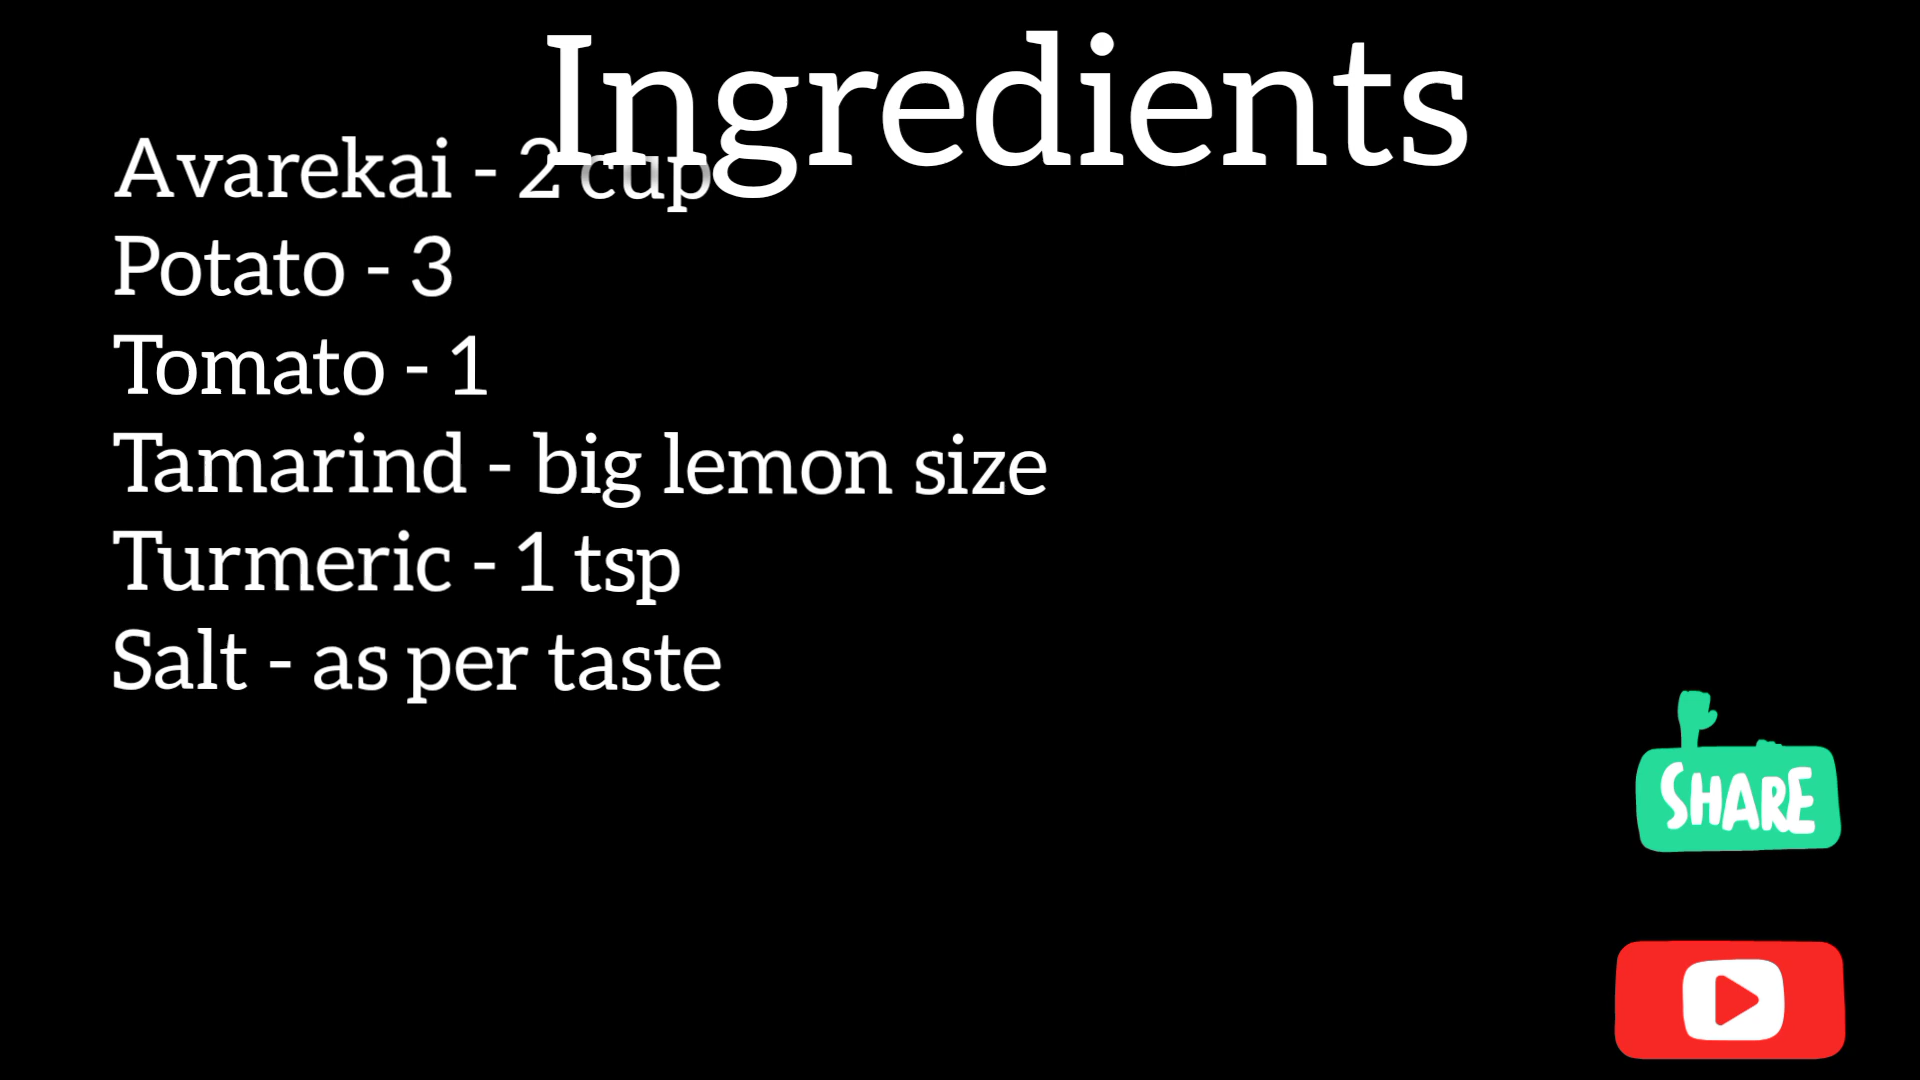 Ingredients
Avarekai - 2 cup
Potato - 3
Tomato - 1
Tamarind - big lemon size
Turmeric - 1 tsp
Salt - as per taste
SHARE